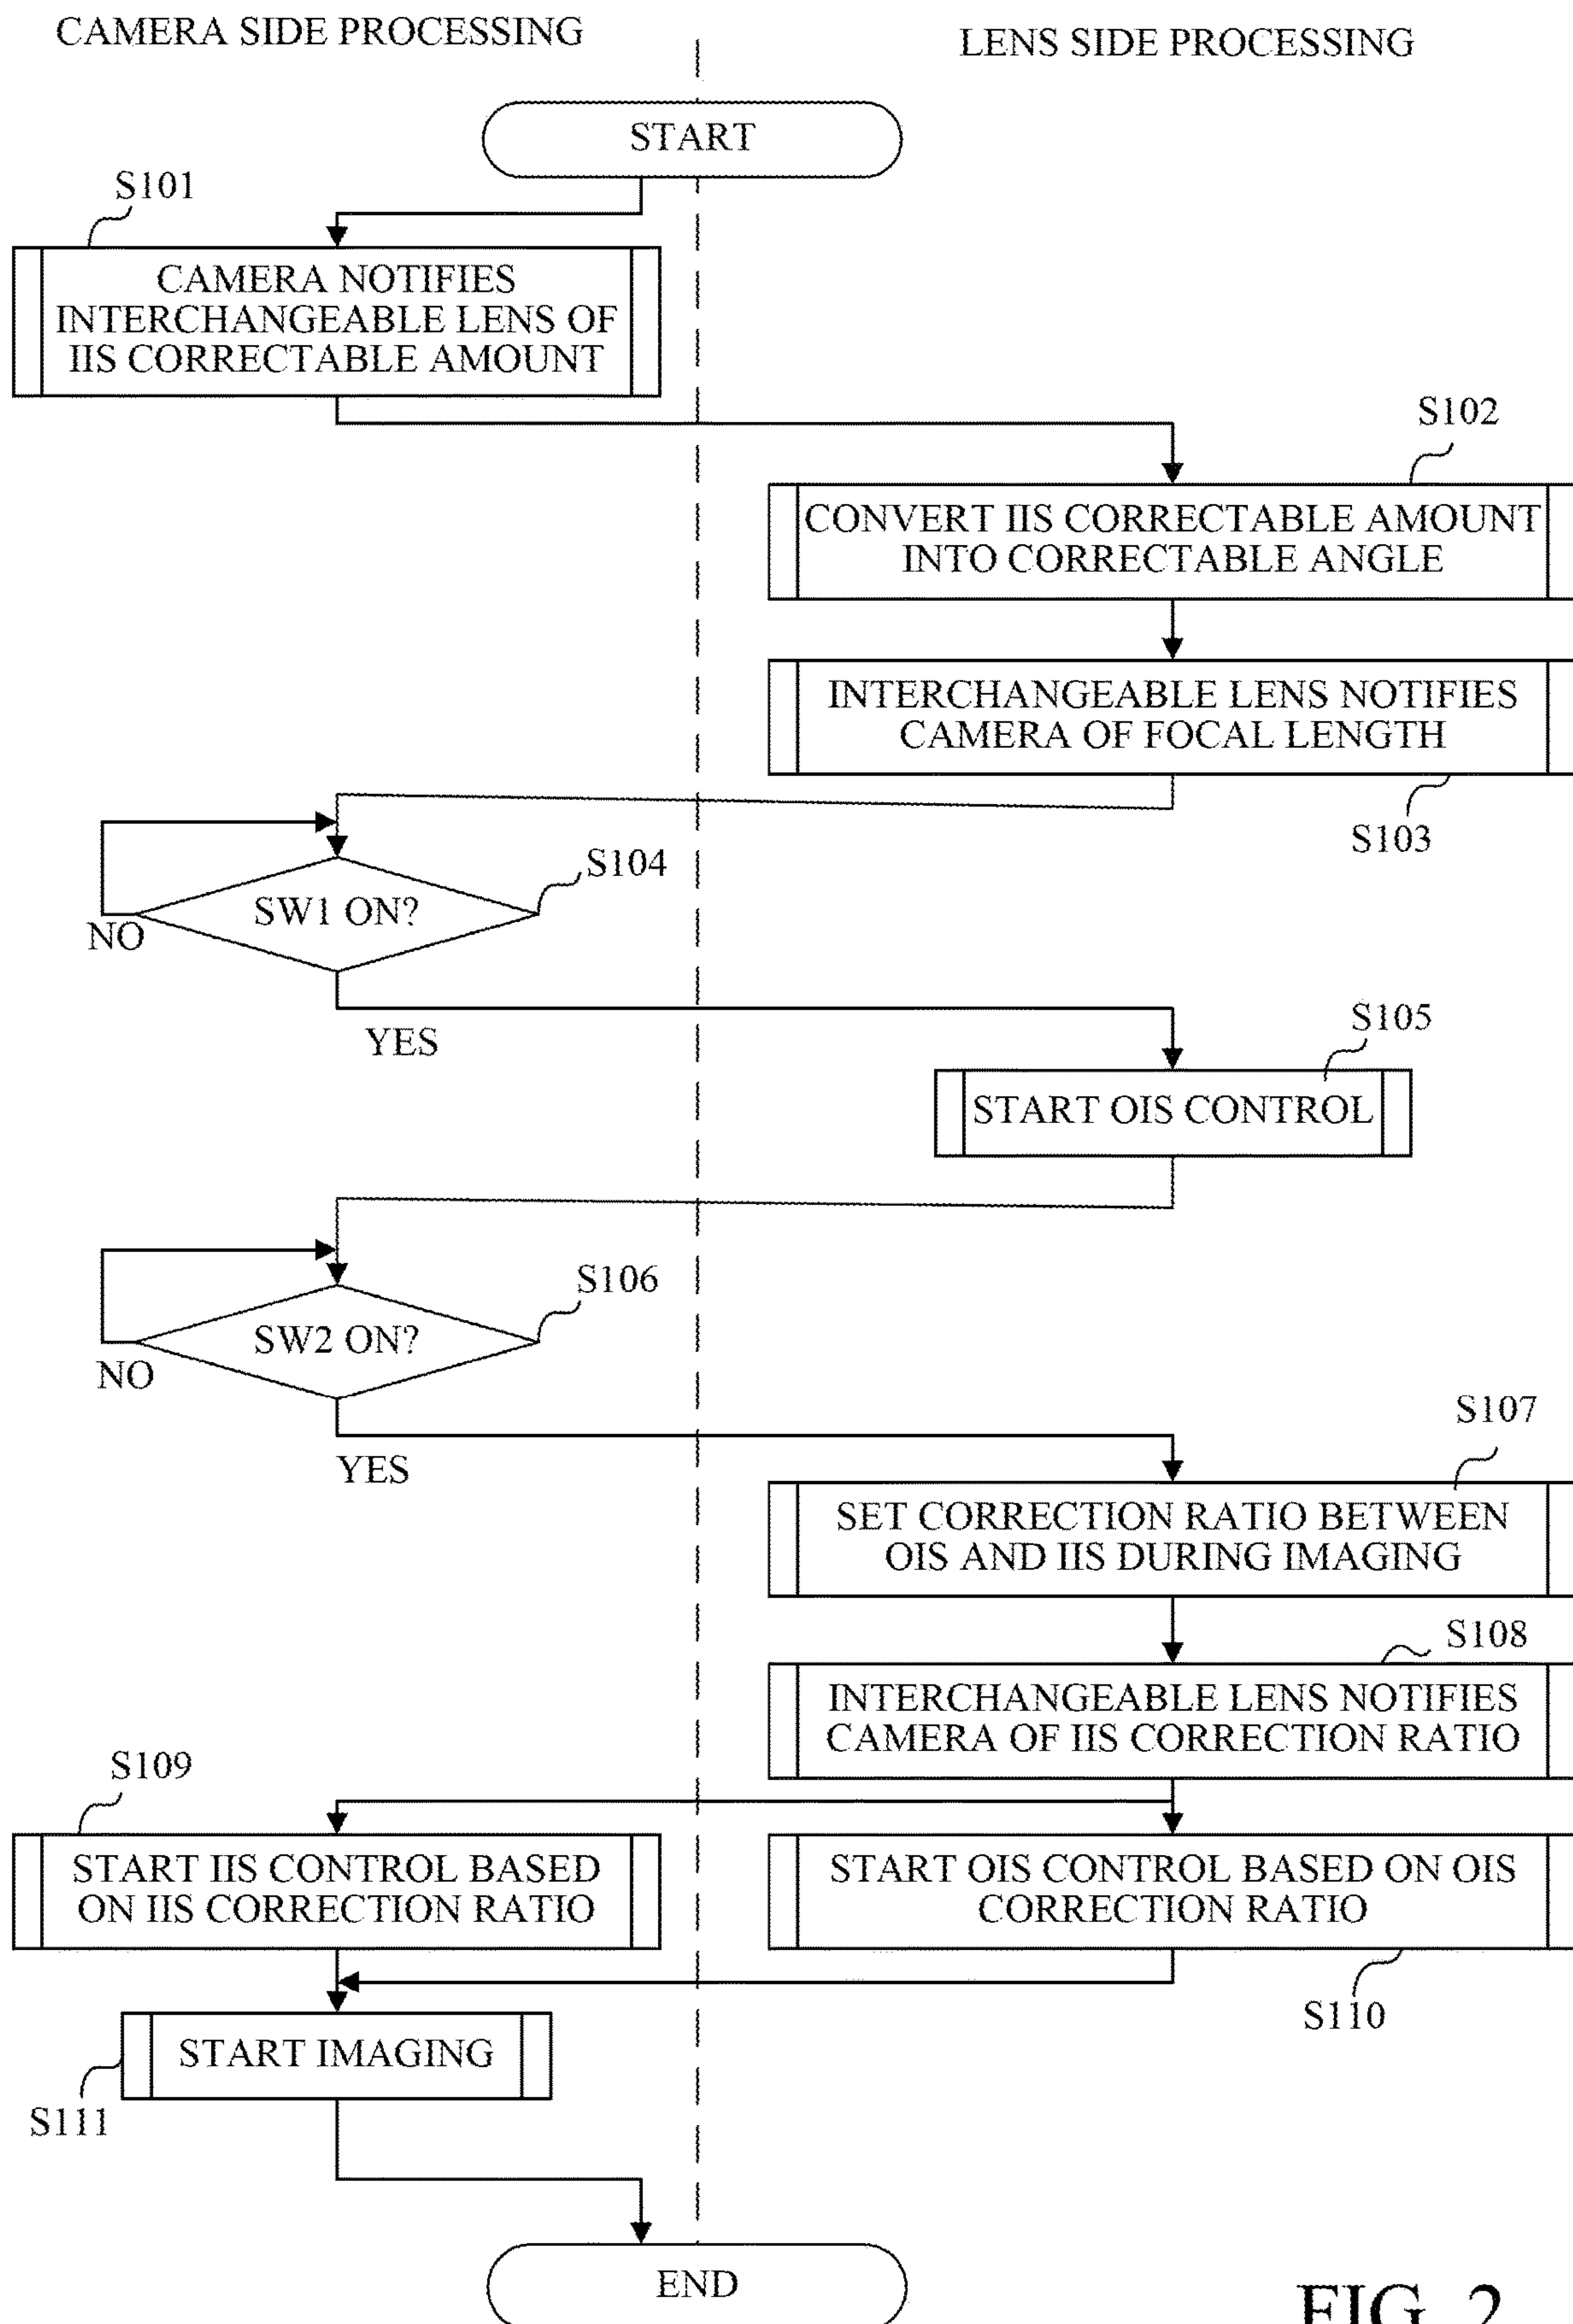 CAMERA SIDE PROCESSING
LENS SIDE PROCESSING
START
S101
CAMERA NOTIFIES
INTERCHANGEABLE LENS OF
IIS CORRECTABLE AMOUNT
S102
CONVERT IIS CORRECTABLE AMOUNT
INTO CORRECTABLE ANGLE
INTERCHANGEABLE LENS NOTIFIES
CAMERA OF FOCAL LENGTH
S103
S104
SW1 ON?
NO
YES
S105
START OIS CONTROL
S106
SW2 ON?
NO
YES
S107
SET CORRECTION RATIO BETWEEN
OIS AND IIS DURING IMAGING
S108
INTERCHANGEABLE LENS NOTIFIES
CAMERA OF IIS CORRECTION RATIO
S109
START IIS CONTROL BASED
ON IIS CORRECTION RATIO
START OIS CONTROL BASED ON OIS
CORRECTION RATIO
S110
START IMAGING
S111
END
FIG. 2